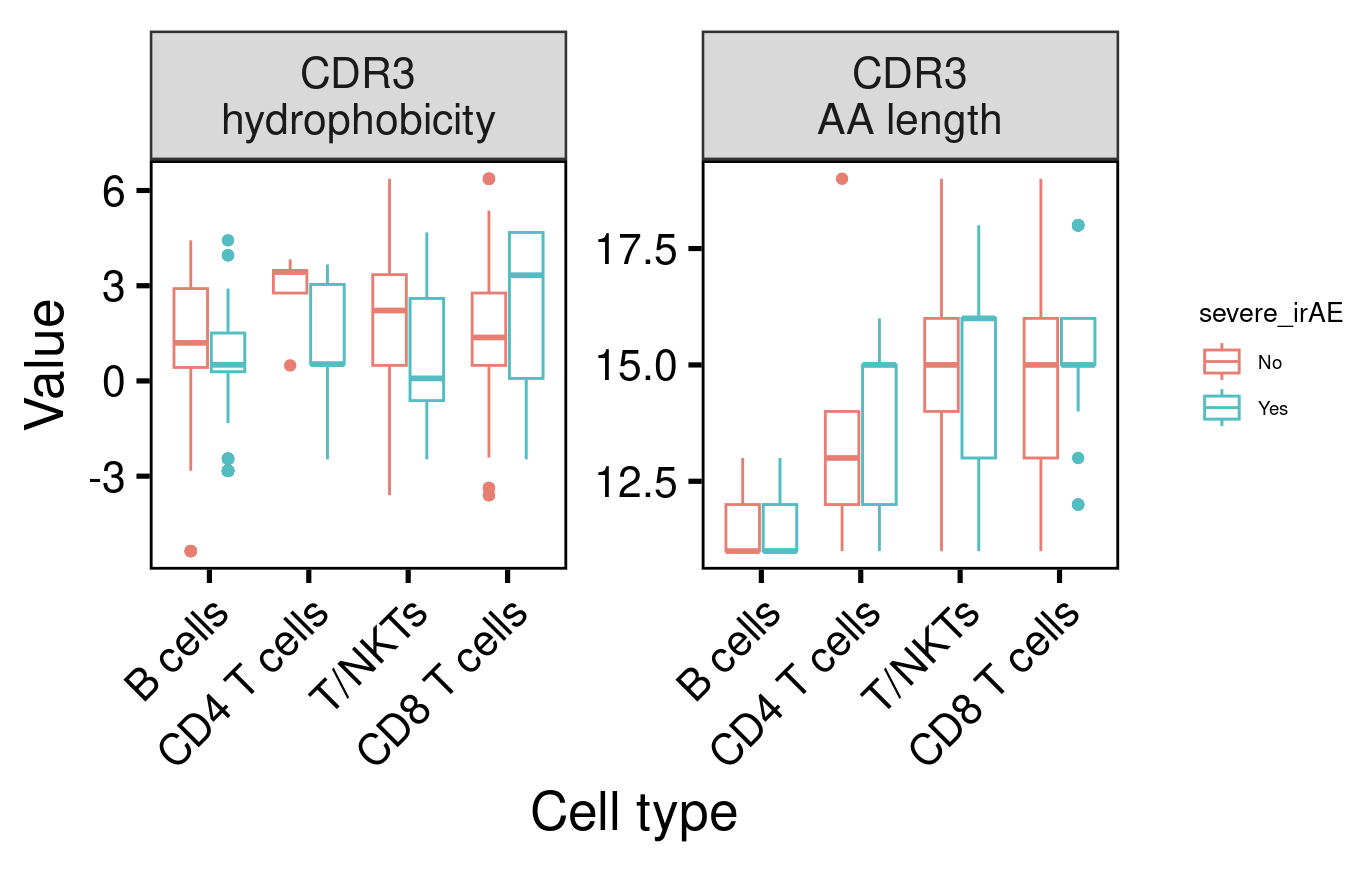 CDR3
hydrophobicity
CDR3
AA length
Value
6
3
0
-3
17.5
15.0
12.5
B cells
CD4 T cells
T/NKTs
CD8 T cells
B cells
CD4 T cells
T/NKTs
CD8 T cells
Cell type
severe_irAE
No
Yes